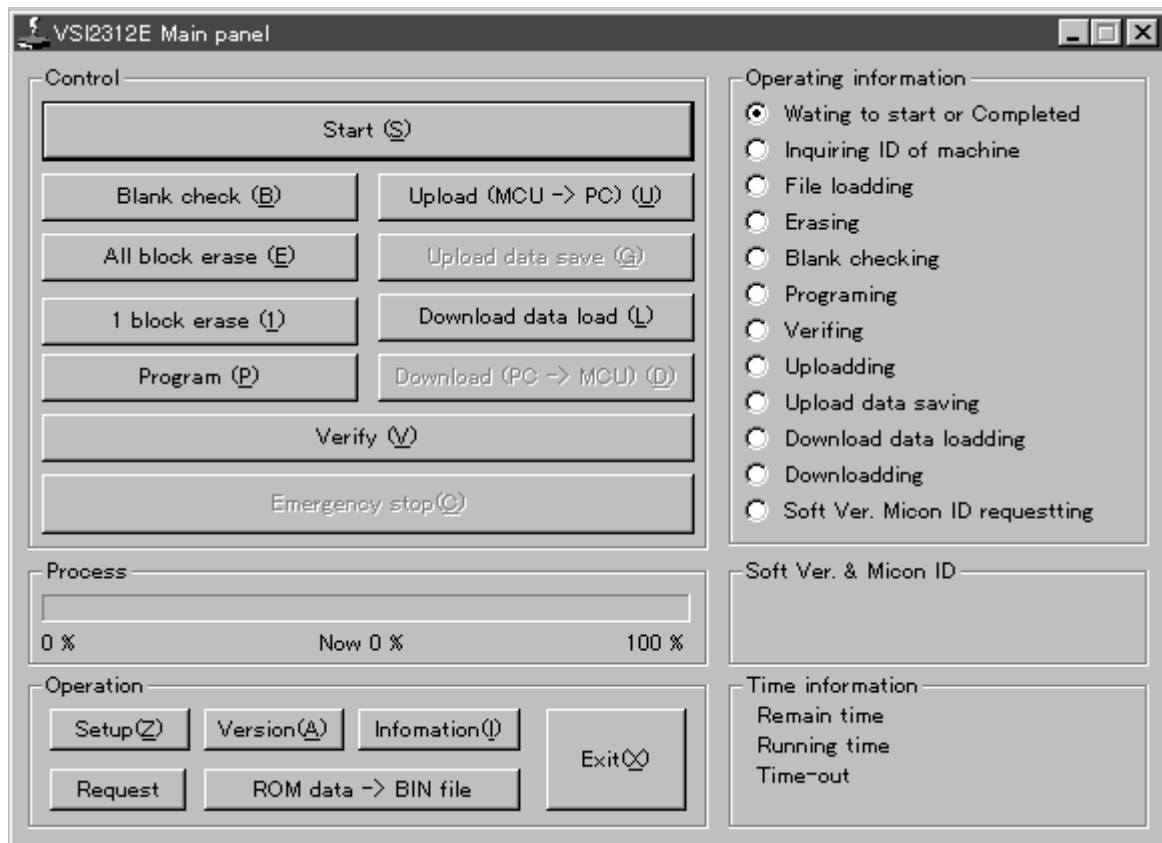 VSI2312E Main panel
Control
Start (S)
Blank check (B)
Upload (MCU -> PC) (U)
All block erase (E)
Upload data save (G)
1 block erase (1)
Download data load (L)
Program (P)
Download (PC -> MCU) (D)
Verify (V)
Emergency stop(C)
Operating information
Wating to start or Completed
Inquiring ID of machine
File loadding
Erasing
Blank checking
Programing
Verifing
Uploadding
Upload data saving
Download data loadding
Downloadding
Soft Ver. Micon ID requestting
Process
0 %
Now 0 %
100 %
Soft Ver. & Micon ID
Operation
Setup(Z)
Version(A)
Infomation(I)
Exit(X)
Request
ROM data -> BIN file
Time information
Remain time
Running time
Time-out